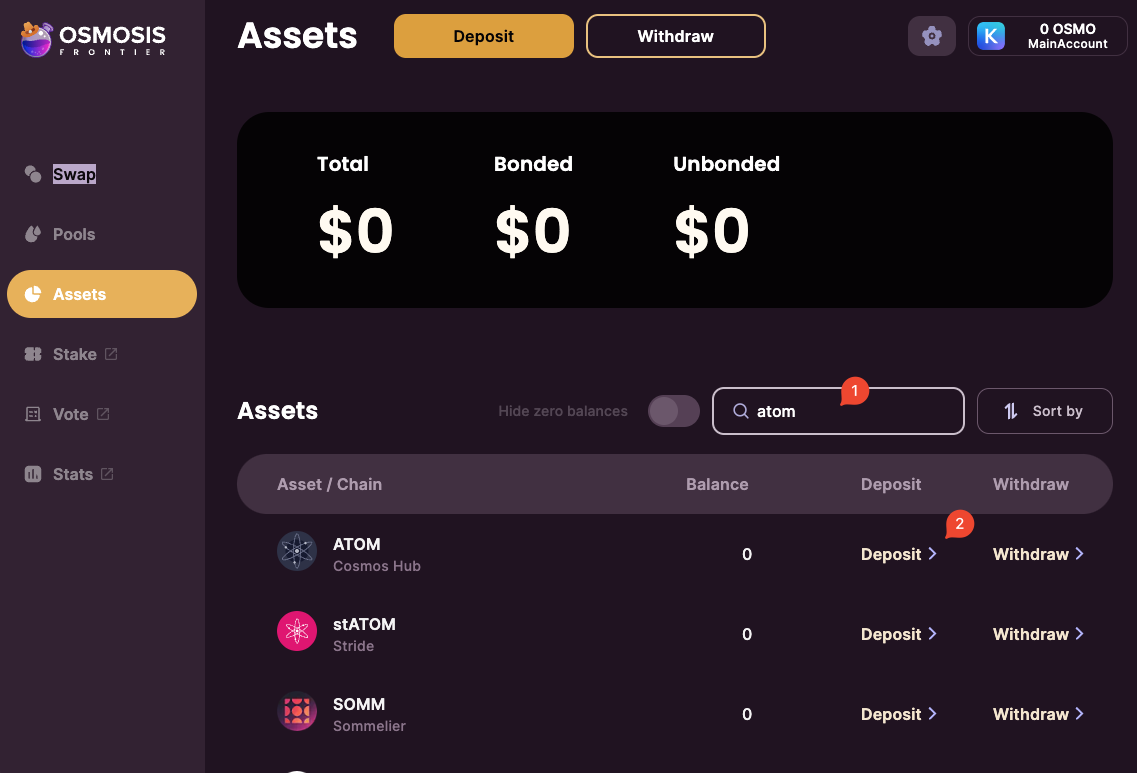 OSMOSIS
FRONTIER
Swap
Pools
Assets
Stake
Vote
Stats
Assets
Deposit
Withdraw
K
0 OSMO
MainAccount
Total
Bonded
Unbonded
$0
$0
$0
Assets
Hide zero balances
atom
1
Sort by
Asset / Chain
Balance
Deposit
Withdraw
2
ATOM
Cosmos Hub
0
Deposit
Withdraw
stATOM
Stride
0
Deposit
Withdraw
SOMM
Sommelier
0
Deposit
Withdraw